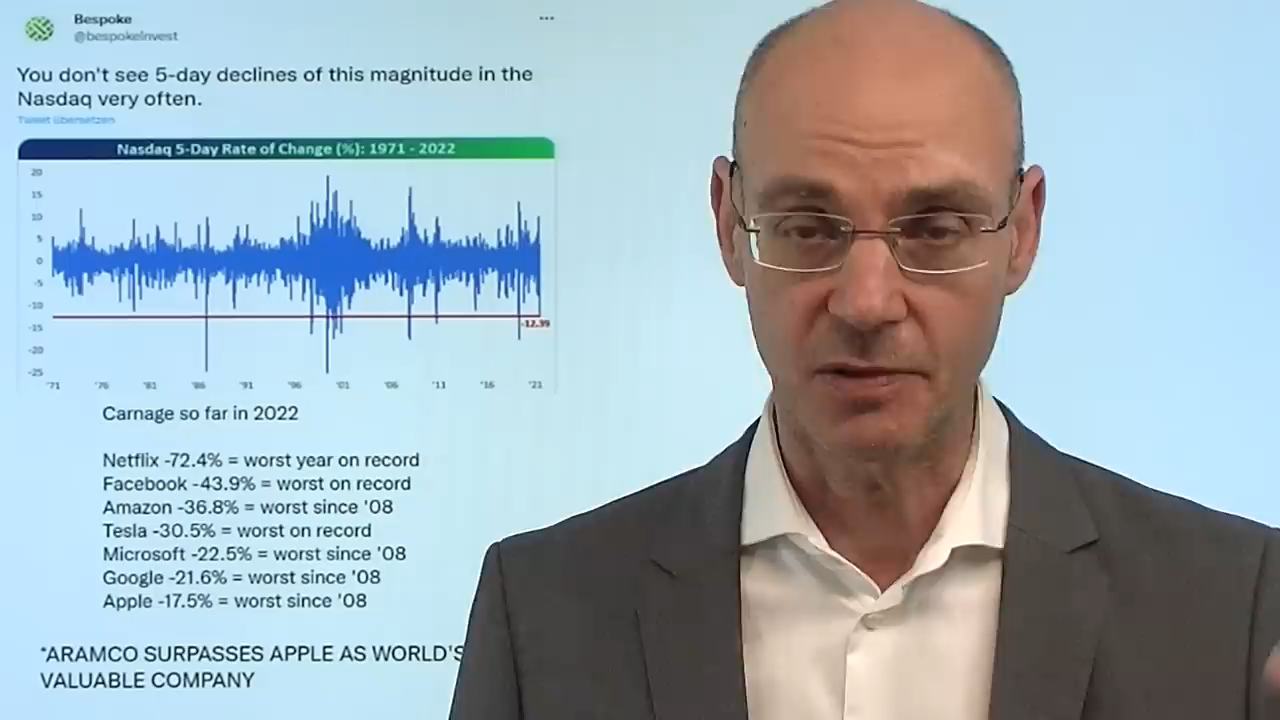 Bespoke
@bespokeinvest
You don't see 5-day declines of this magnitude in the
Nasdaq very often.
Tweet übersetzen
Nasdaq 5-Day Rate of Change (%): 1971 - 2022
20
15
10
5
0
-5
-10
-15
-20
-25
-12.39
'71 '76 '81 '86 '91 '96 '01 '06 '11 '16 '21
Carnage so far in 2022
Netflix -72.4% = worst year on record
Facebook -43.9% = worst on record
Amazon -36.8% = worst since '08
Tesla -30.5% = worst on record
Microsoft -22.5% = worst since '08
Google -21.6% = worst since '08
Apple -17.5% = worst since '08
*ARAMCO SURPASSES APPLE AS WORLD'S
VALUABLE COMPANY